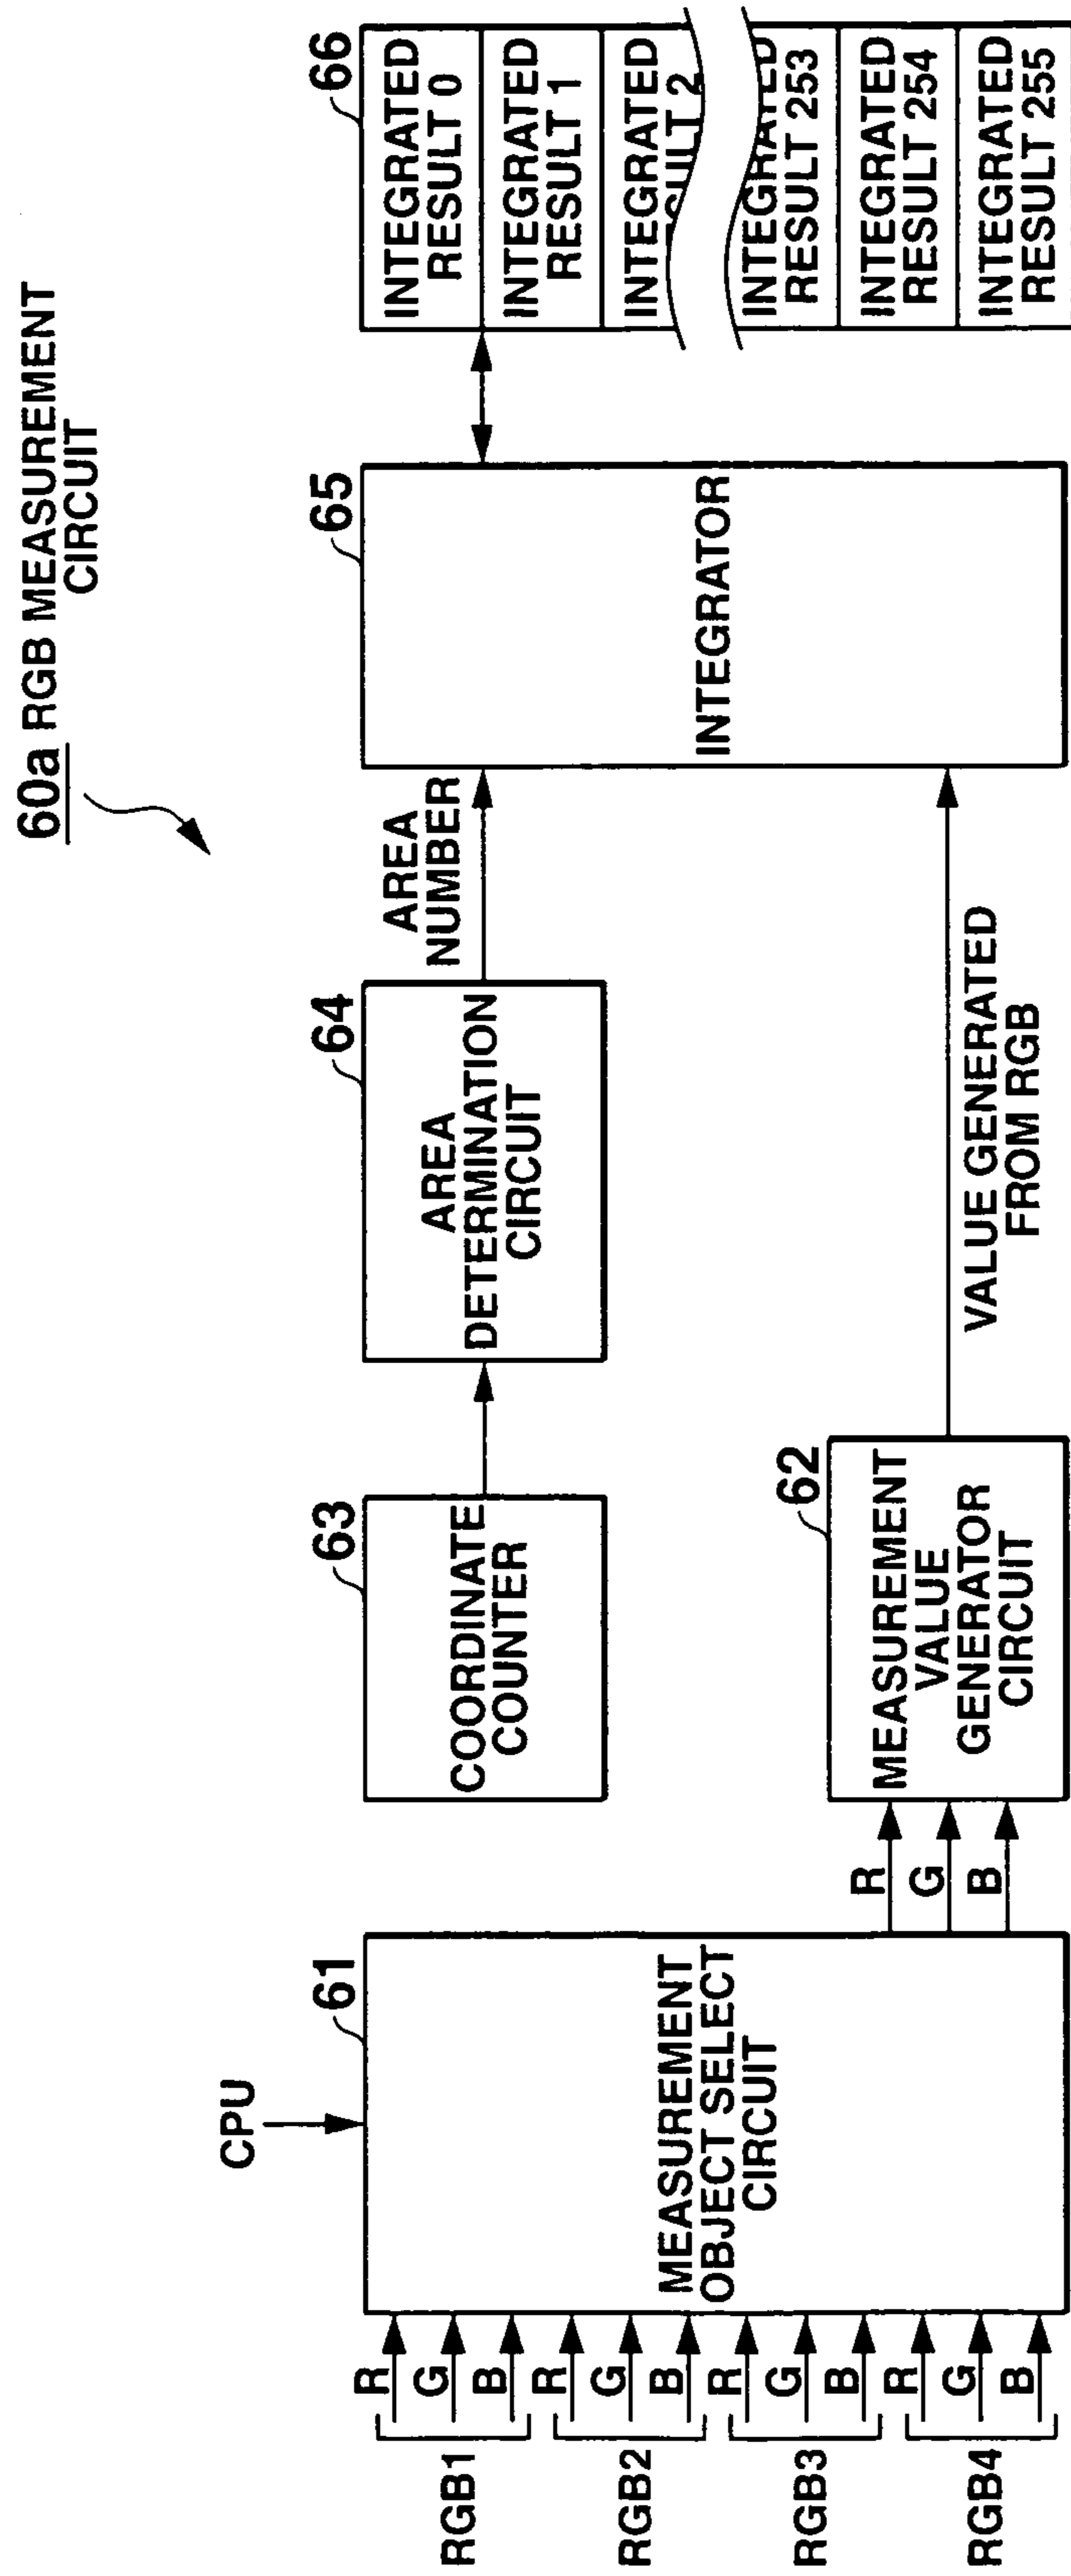 60a RGB MEASUREMENT
CIRCUIT
CPU
RGB1
R
G
B
RGB2
R
G
B
RGB3
R
G
B
RGB4
R
G
B
61
MEASUREMENT
OBJECT SELECT
CIRCUIT
R
G
B
63
COORDINATE
COUNTER
62
MEASUREMENT
VALUE
GENERATOR
CIRCUIT
64
AREA
DETERMINATION
CIRCUIT
AREA
NUMBER
VALUE GENERATED
FROM RGB
65
INTEGRATOR
66
INTEGRATED
RESULT 0
INTEGRATED
RESULT 1
INTEGRATED
RESULT 2
INTEGRATED
RESULT 253
INTEGRATED
RESULT 254
INTEGRATED
RESULT 255